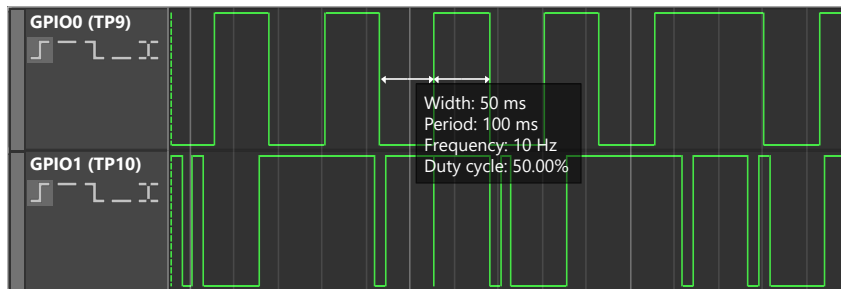 GPIO0 (TP9)
Width: 50 ms
Period: 100 ms
Frequency: 10 Hz
GPIO1 (TP10)
Duty cycle: 50.00%